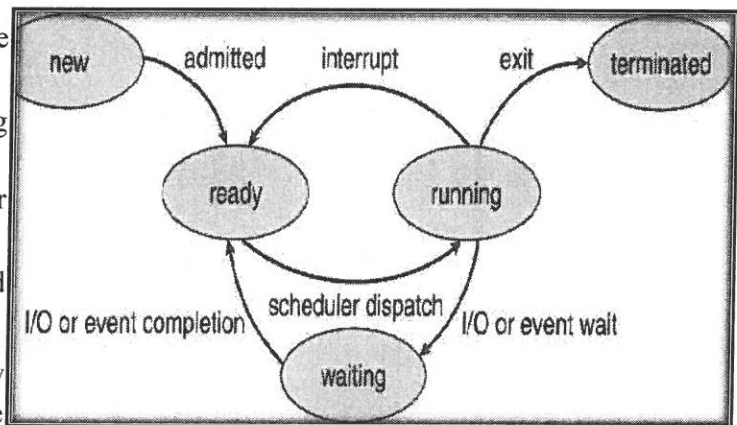 new
admitted
interrupt
exit
terminated
ready
running
scheduler dispatch
I/O or event completion
I/O or event wait
waiting